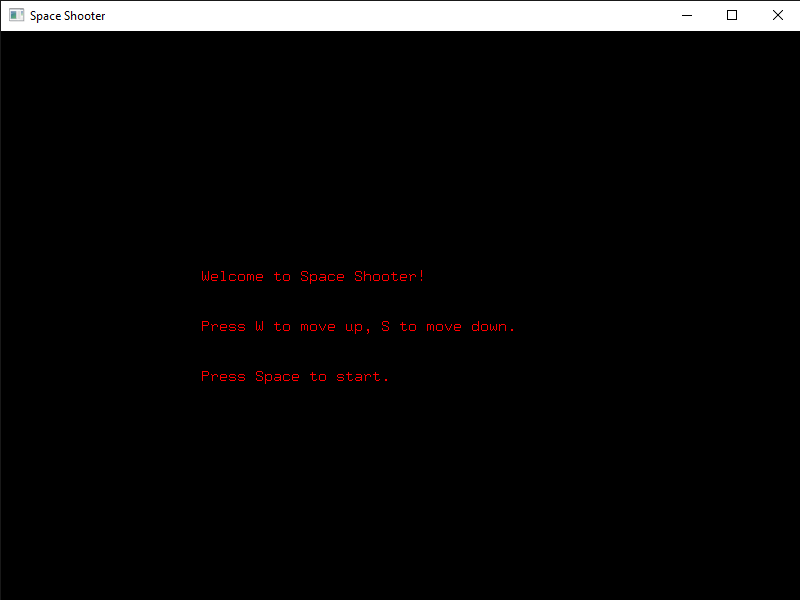 Space Shooter
Welcome to Space Shooter!
Press W to move up, S to move down.
Press Space to start.